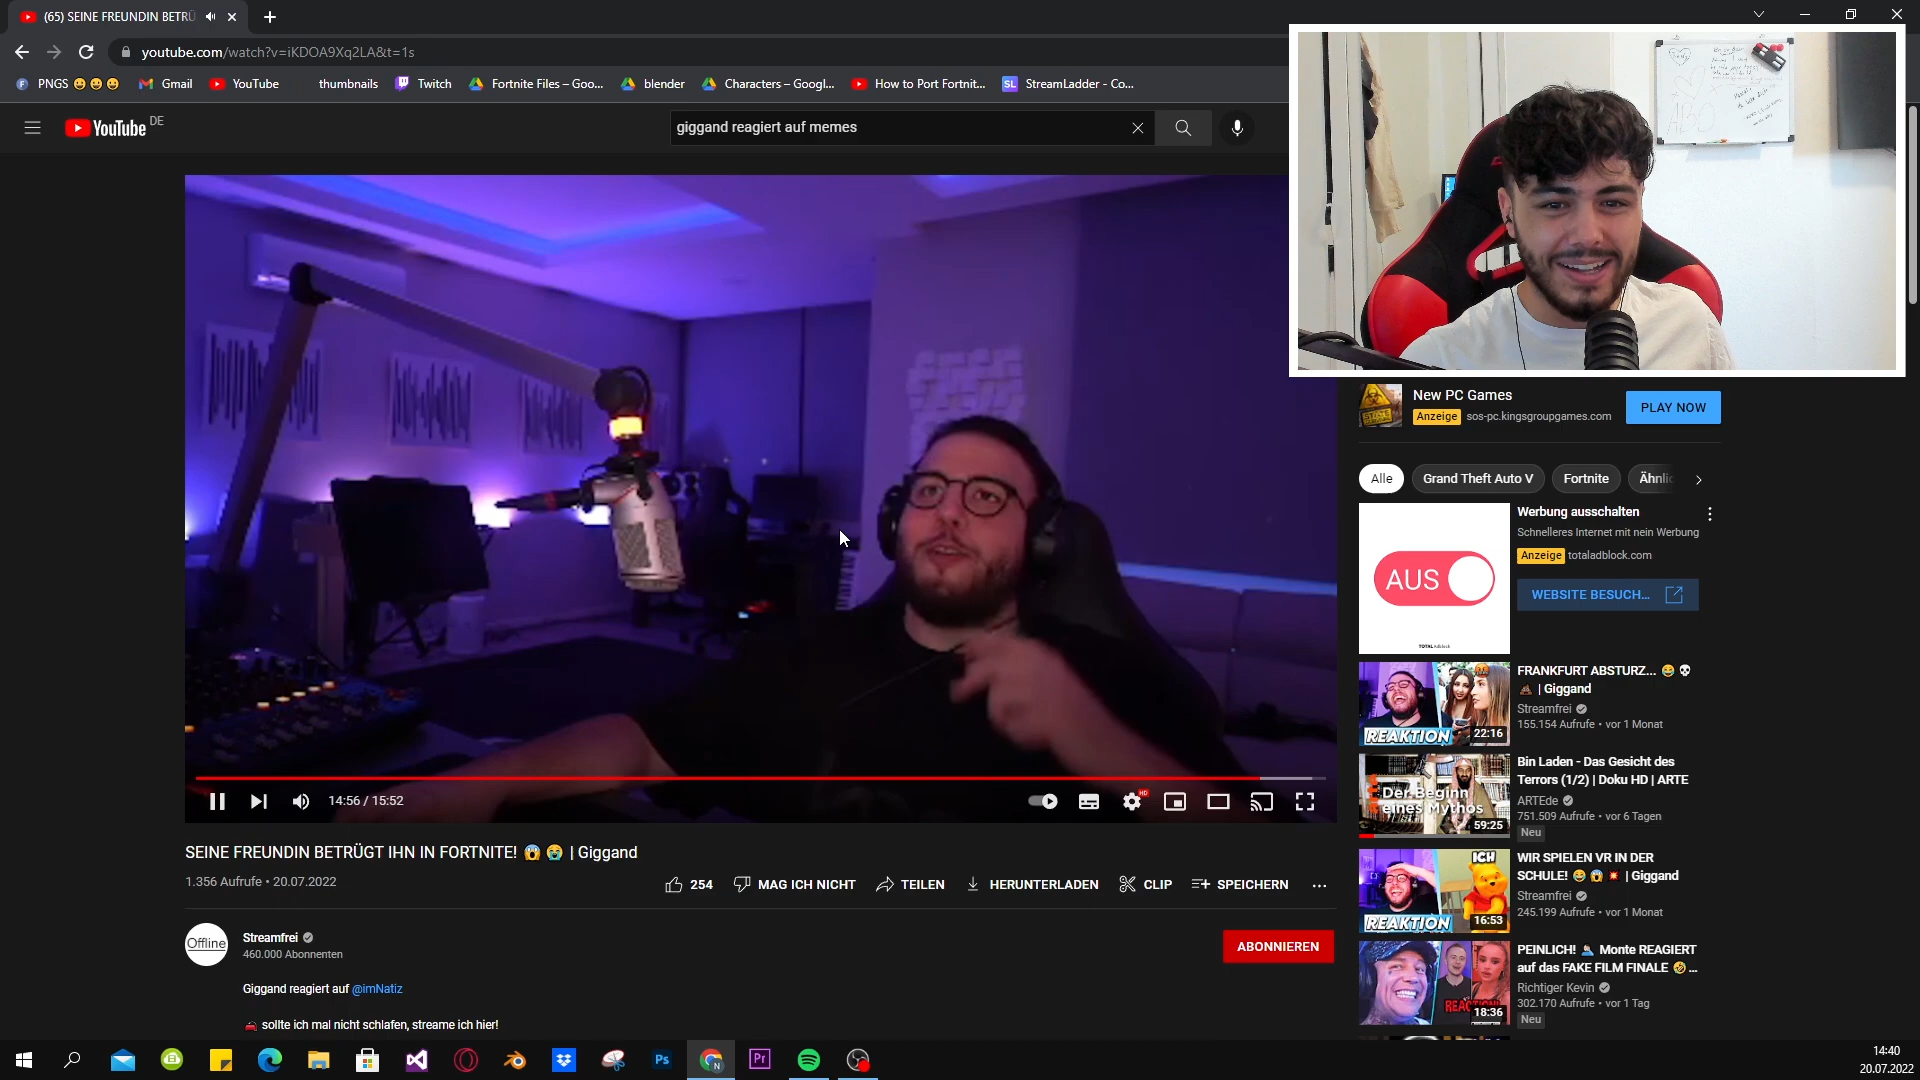 (65) SEINE FREUNDIN BETRÜ
youtube.com/watch?v=iKDOA9Xq2LA&t=1s
PNGS 😀😀😀
Gmail
YouTube
thumbnails
Twitch
Fortnite Files – Goo...
blender
Characters – Googl...
How to Port Fortnit...
SL StreamLadder - Co...
YouTube DE
giggand reagiert auf memes
New PC Games
Anzeige sos-pc.kingsgroupgames.com
PLAY NOW
Alle
Grand Theft Auto V
Fortnite
Ähnlic
AUS
Werbung ausschalten
Schnelleres Internet mit nein Werbung
Anzeige totaladblock.com
WEBSITE BESUCH...
REAKTION
22:16
FRANKFURT ABSTURZ... 😂 💀
💩 | Giggand
Streamfrei
155.154 Aufrufe • vor 1 Monat
Der Beginn
eines Mythos
59:25
Bin Laden - Das Gesicht des
Terrors (1/2) | Doku HD | ARTE
ARTEde
751.509 Aufrufe • vor 6 Tagen
Neu
ICH
REAKTION
16:53
WIR SPIELEN VR IN DER
SCHULE! 😂 😱 💥 | Giggand
Streamfrei
245.199 Aufrufe • vor 1 Monat
18:36
PEINLICH! 🤦🏻‍♂️ Monte REAGIERT
auf das FAKE FILM FINALE 🤣...
Richtiger Kevin
302.170 Aufrufe • vor 1 Tag
Neu
HD
14:56 / 15:52
SEINE FREUNDIN BETRÜGT IHN IN FORTNITE! 😱 😭 | Giggand
1.356 Aufrufe • 20.07.2022
254
MAG ICH NICHT
TEILEN
HERUNTERLADEN
CLIP
SPEICHERN
Offline
Streamfrei
460.000 Abonnenten
ABONNIEREN
Giggand reagiert auf @imNatiz
🚘 sollte ich mal nicht schlafen, streame ich hier!
Ps
N
Pr
14:40
20.07.2022